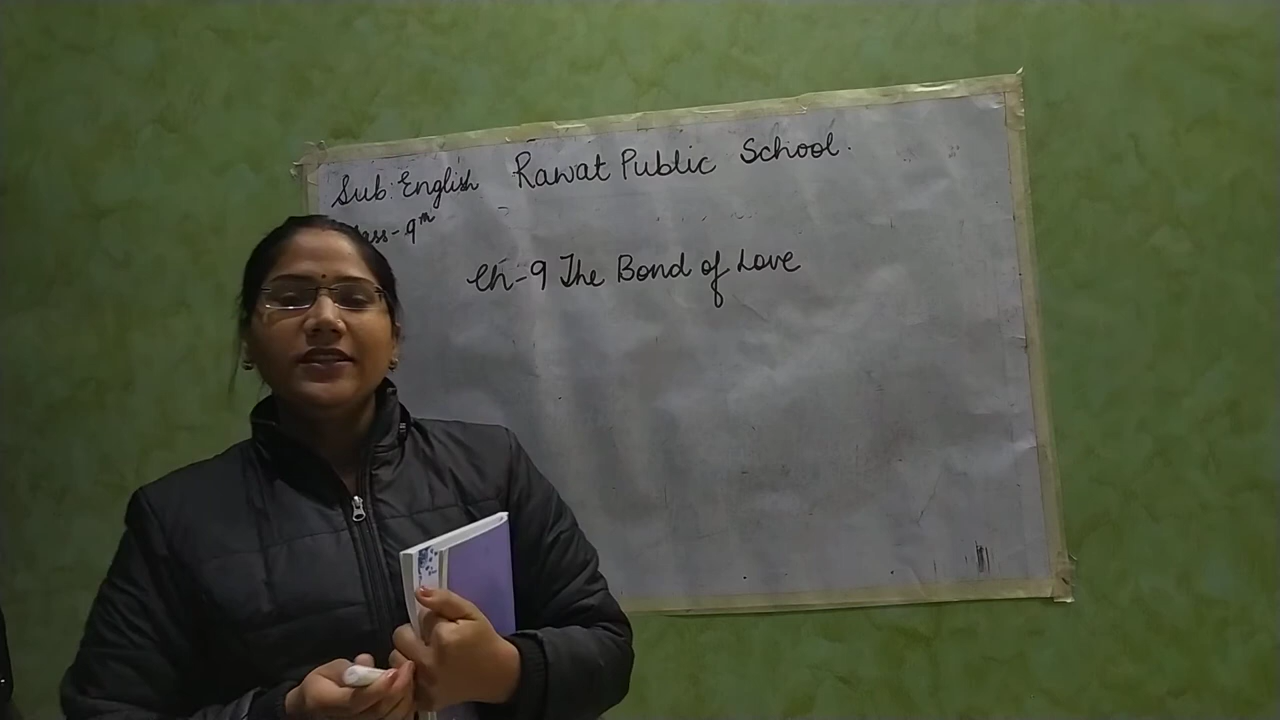 Sub: English Rawat Public School.
Class - 9th
Ch-9 The Bond of Love